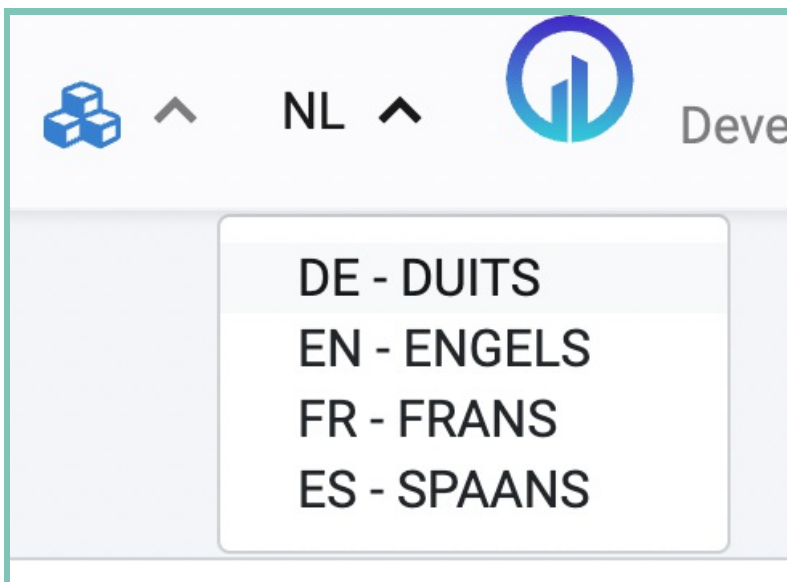 NL
Deve
DE - DUITS
EN - ENGELS
FR - FRANS
ES - SPAANS